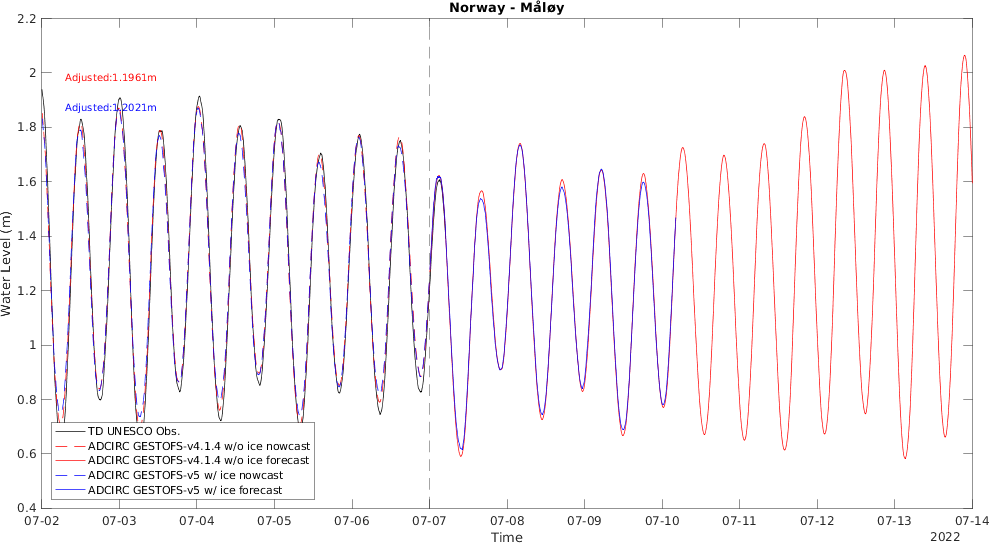 Norway - Måløy
2.2
2
1.8
1.6
1.4
1.2
1
0.8
0.6
0.4
Water Level (m)
Adjusted:1.1961m
Adjusted:1.2021m
TD UNESCO Obs.
ADCIRC GESTOFS-v4.1.4 w/o ice nowcast
ADCIRC GESTOFS-v4.1.4 w/o ice forecast
ADCIRC GESTOFS-v5 w/ ice nowcast
ADCIRC GESTOFS-v5 w/ ice forecast
07-02 07-03 07-04 07-05 07-06 07-07 07-08 07-09 07-10 07-11 07-12 07-13 07-14
Time
2022